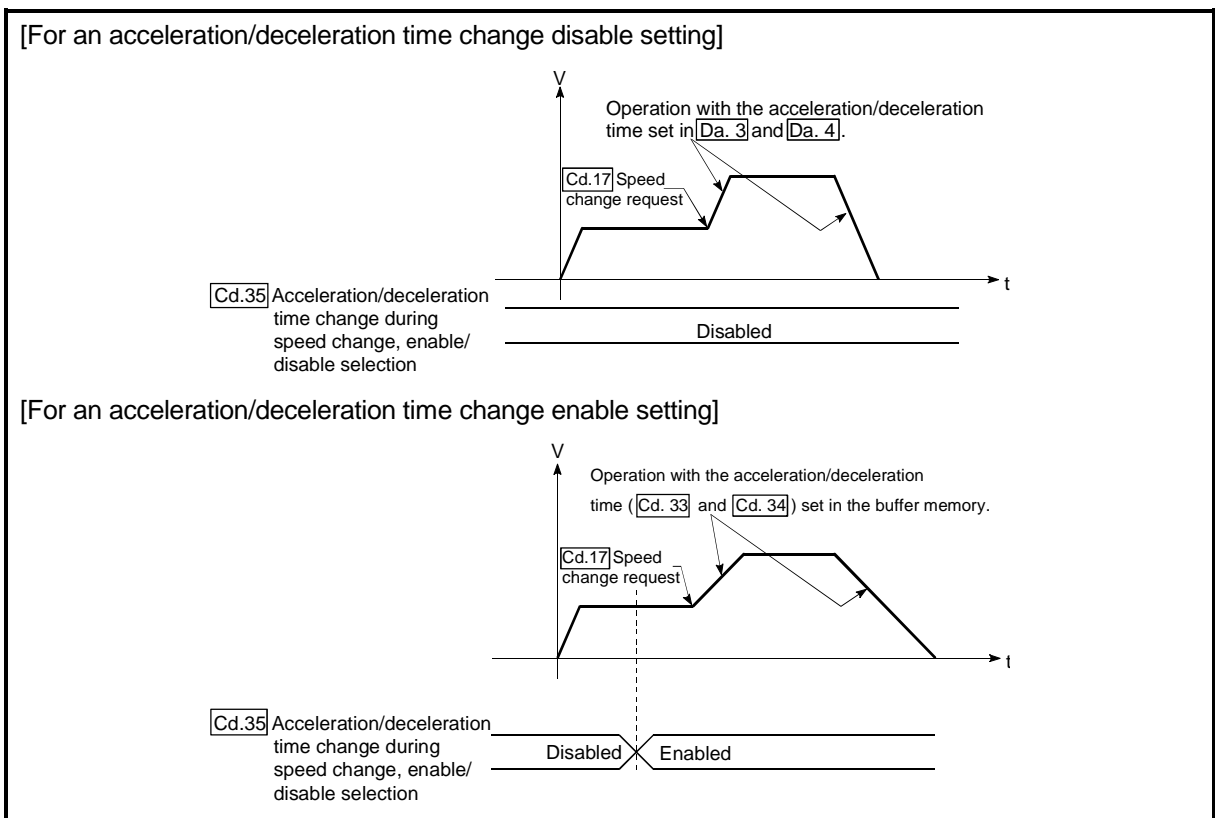 [For an acceleration/deceleration time change disable setting]
V
Operation with the acceleration/deceleration
time set in Da. 3 and Da. 4 .
Cd.17 Speed
change request
t
Cd.35 Acceleration/deceleration
time change during
speed change, enable/
disable selection
Disabled
[For an acceleration/deceleration time change enable setting]
V
Operation with the acceleration/deceleration
time ( Cd. 33 and Cd. 34 ) set in the buffer memory.
Cd.17 Speed
change request
t
Cd.35 Acceleration/deceleration
time change during
speed change, enable/
disable selection
Disabled
Enabled